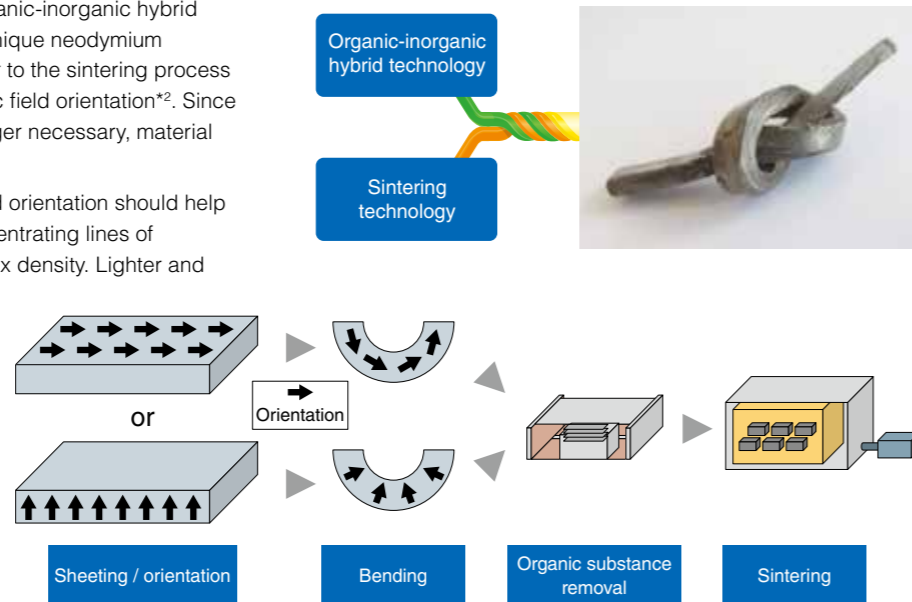 anic-inorganic hybrid
nique neodymium
to the sintering process
c field orientation*2. Since
ger necessary, material
d orientation should help
entrating lines of
x density. Lighter and
Organic-inorganic
hybrid technology
Sintering
technology
or
Orientation
Sheeting / orientation
Bending
Organic substance
removal
Sintering